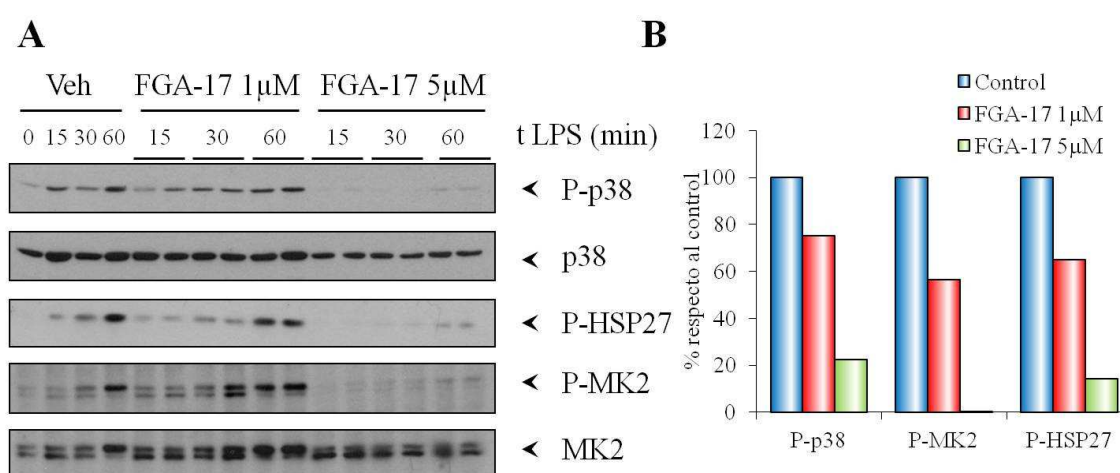 A
Veh FGA-17 1µM FGA-17 5µM
0 15 30 60 15 30 60 15 30 60 t LPS (min)
P-p38
p38
P-HSP27
P-MK2
MK2
B
Control
FGA-17 1µM
FGA-17 5µM
% respecto al control
120
100
80
60
40
20
0
P-p38 P-MK2 P-HSP27